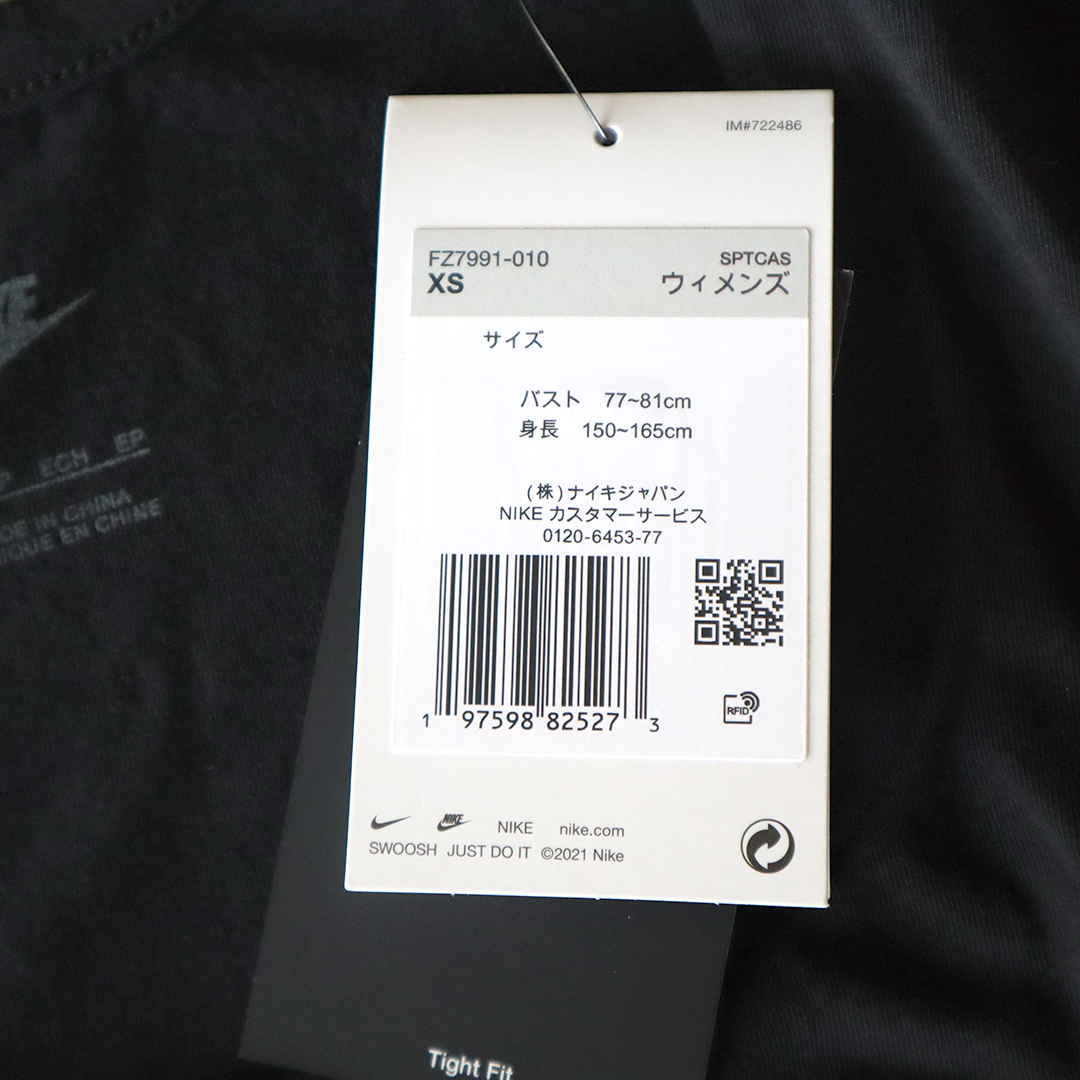 IM#722486
FZ7991-010 SPTCAS
XS ウィメンズ
サイズ
バスト 77~81cm
身長 150~165cm
(株)ナイキジャパン
NIKE カスタマーサービス
0120-6453-77
1 97598 82527 3
RFID
NIKE NIKE nike.com
SWOOSH JUST DO IT ©2021 Nike
Tight Fit
ECH EP
IN CHINA
EN CHINE